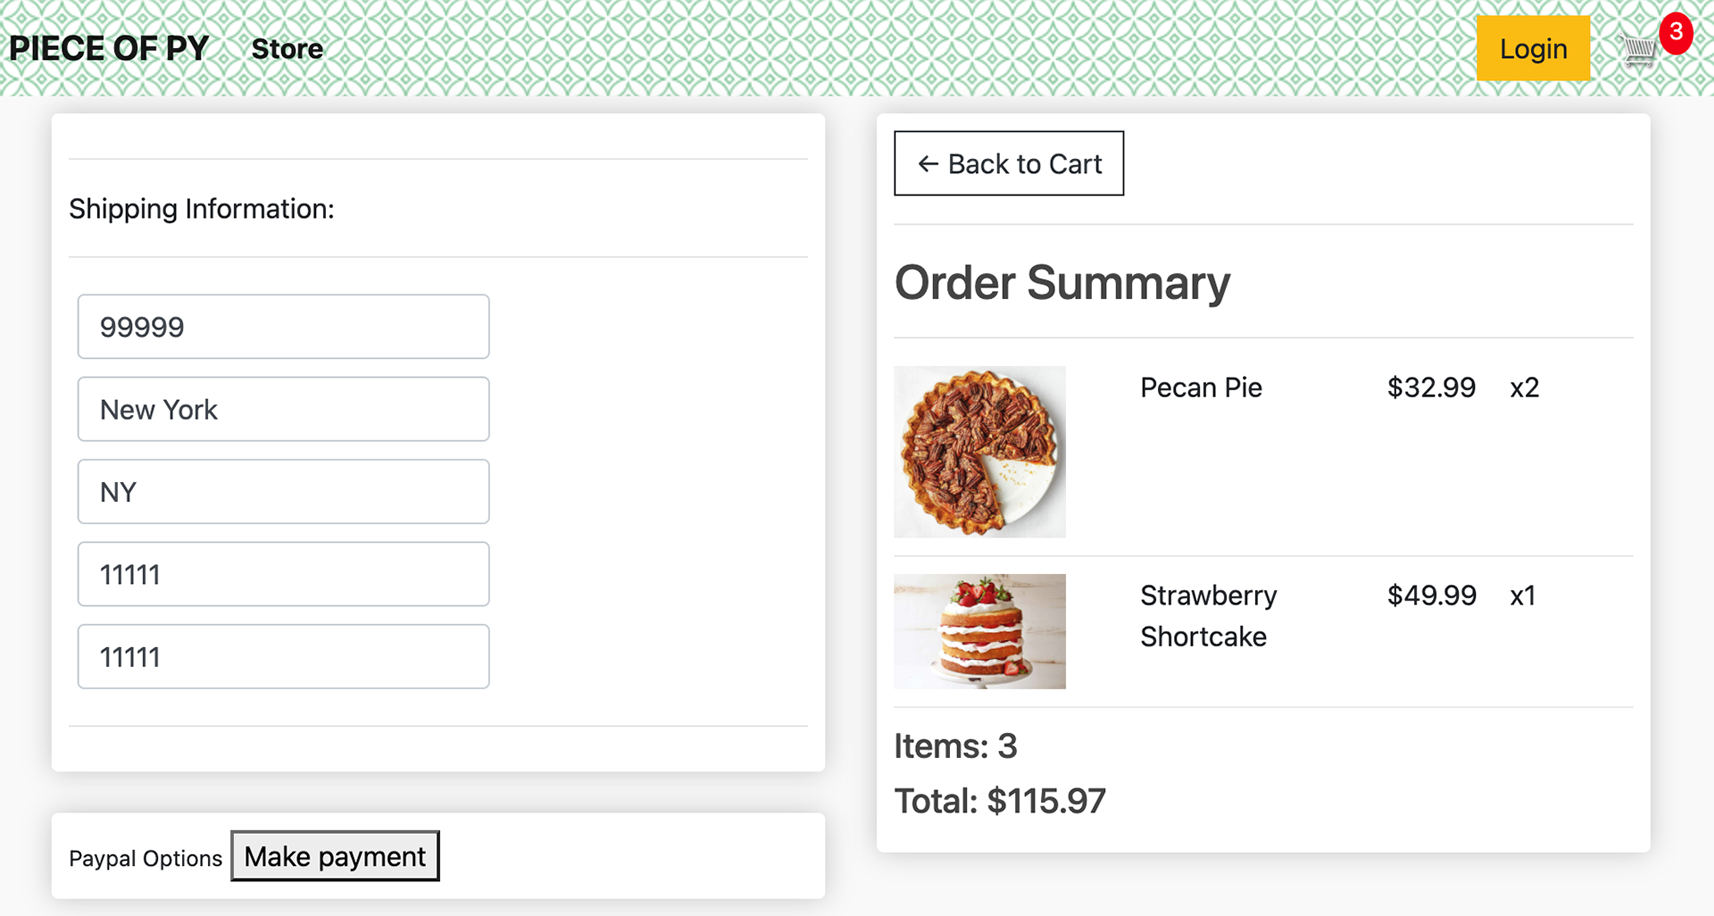 PIECE OF PY Store Login 3
Shipping Information:
99999
New York
NY
11111
11111
Paypal Options Make payment
← Back to Cart
Order Summary
Pecan Pie $32.99 x2
Strawberry $49.99 x1
Shortcake
Items: 3
Total: $115.97